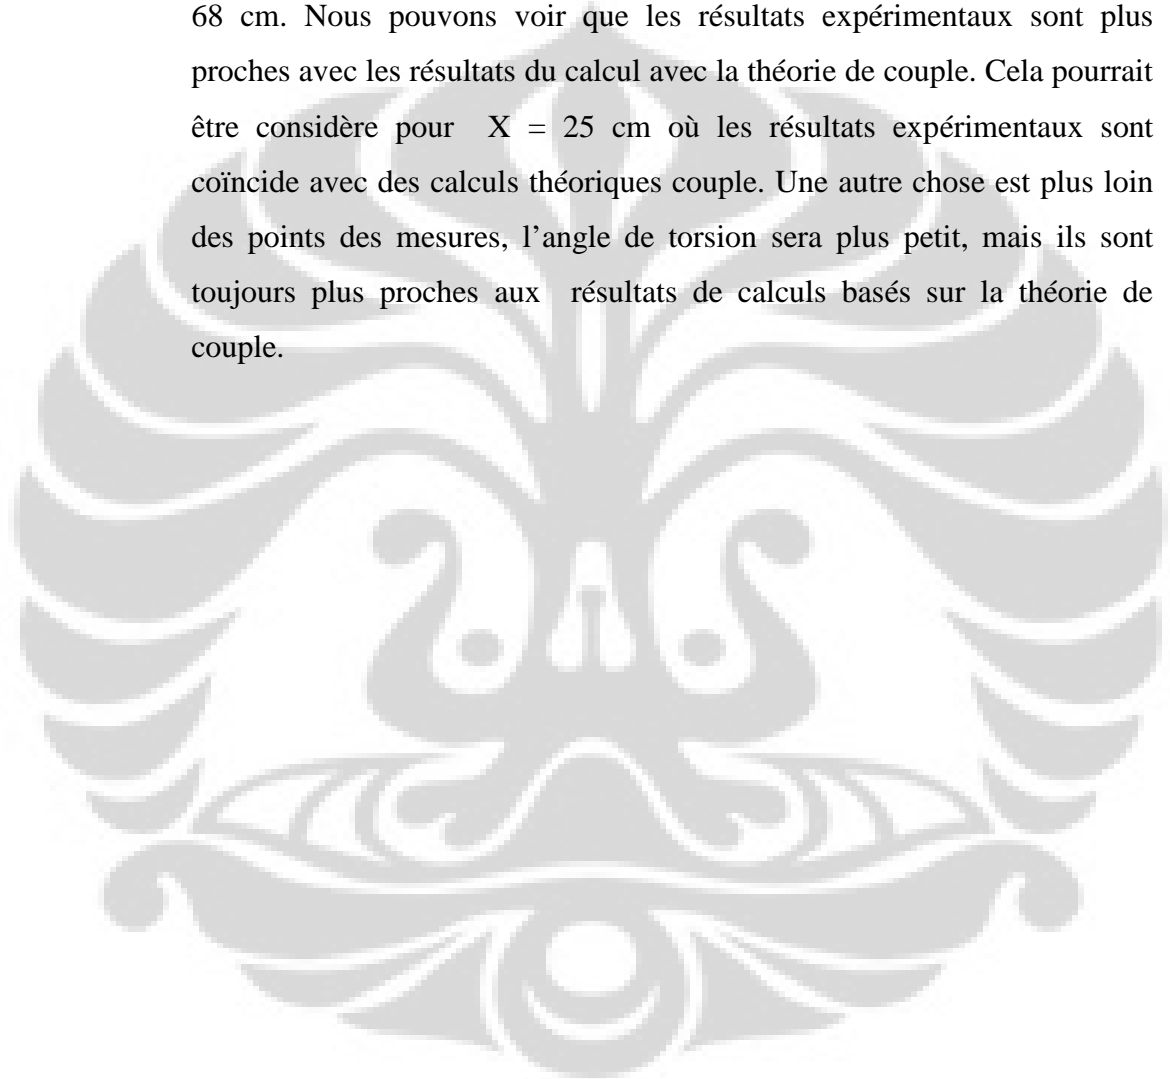 68 cm. Nous pouvons voir que les résultats expérimentaux sont plus
proches avec les résultats du calcul avec la théorie de couple. Cela pourrait
être considère pour X = 25 cm où les résultats expérimentaux sont
coïncide avec des calculs théoriques couple. Une autre chose est plus loin
des points des mesures, l’angle de torsion sera plus petit, mais ils sont
toujours plus proches aux résultats de calculs basés sur la théorie de
couple.